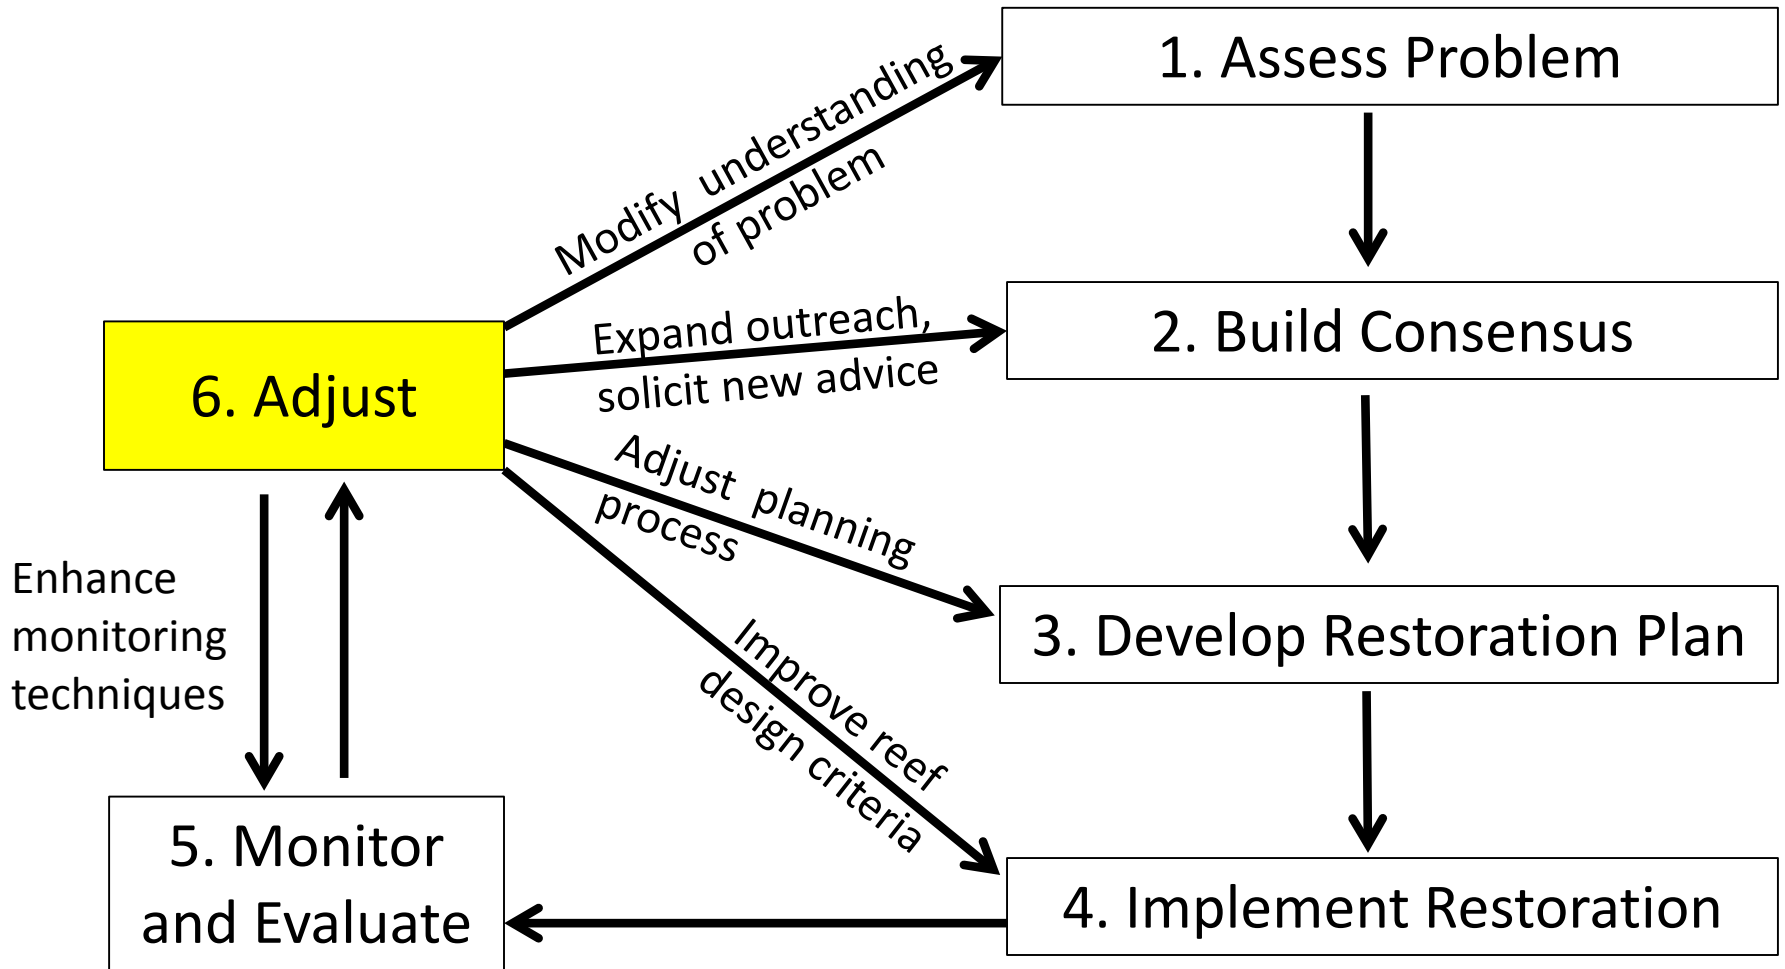 1. Assess Problem
Modify understanding
of problem
2. Build Consensus
Expand outreach,
solicit new advice
6. Adjust
Adjust planning
process
3. Develop Restoration Plan
Enhance
monitoring
techniques
Improve reef
design criteria
5. Monitor
and Evaluate
4. Implement Restoration